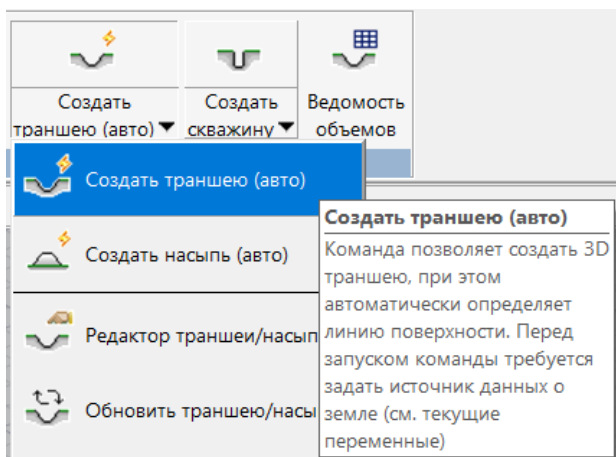 Создать
траншею (авто)
Создать
скважину
Ведомость
объемов
Создать траншею (авто)
Создать насыпь (авто)
Редактор траншеи/насып
Обновить траншею/насы
Создать траншею (авто)
Команда позволяет создать 3D
траншею, при этом
автоматически определяет
линию поверхности. Перед
запуском команды требуется
задать источник данных о
земле (см. текущие
переменные)